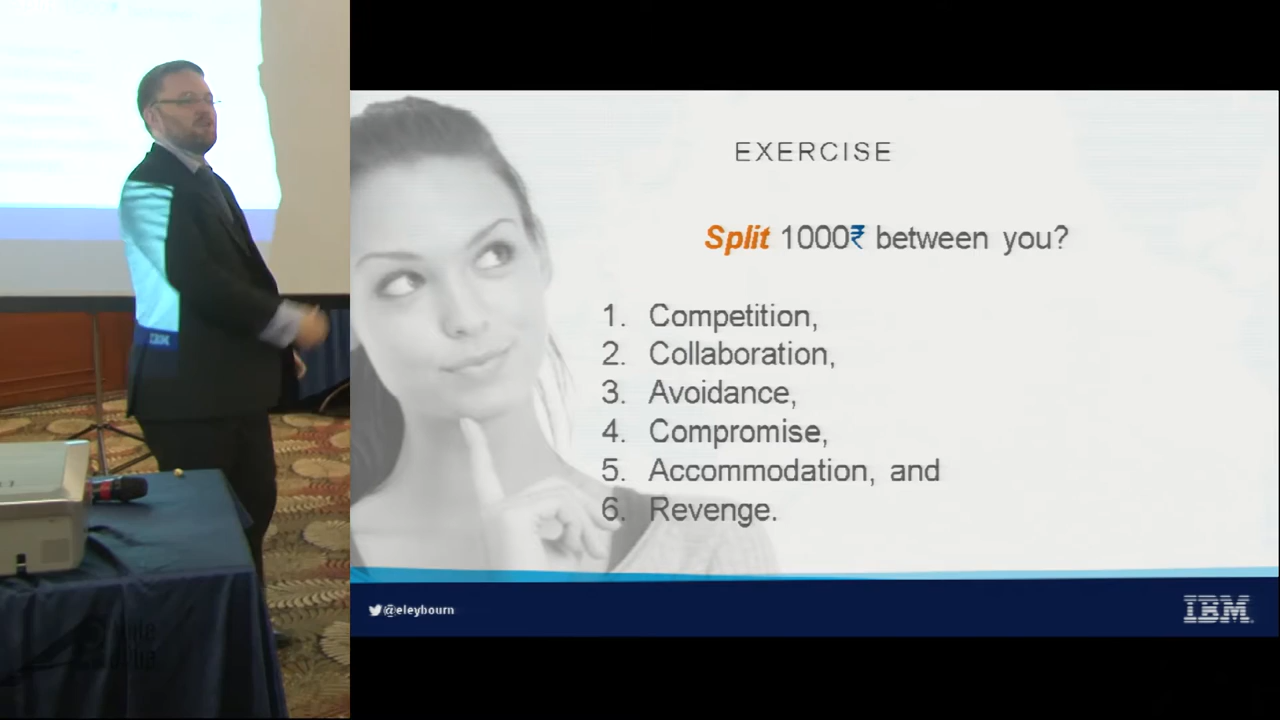 EXERCISE
Split 1000₹ between you?
1. Competition,
2. Collaboration,
3. Avoidance,
4. Compromise,
5. Accommodation, and
6. Revenge.
@eleybourn
IBM
IBM